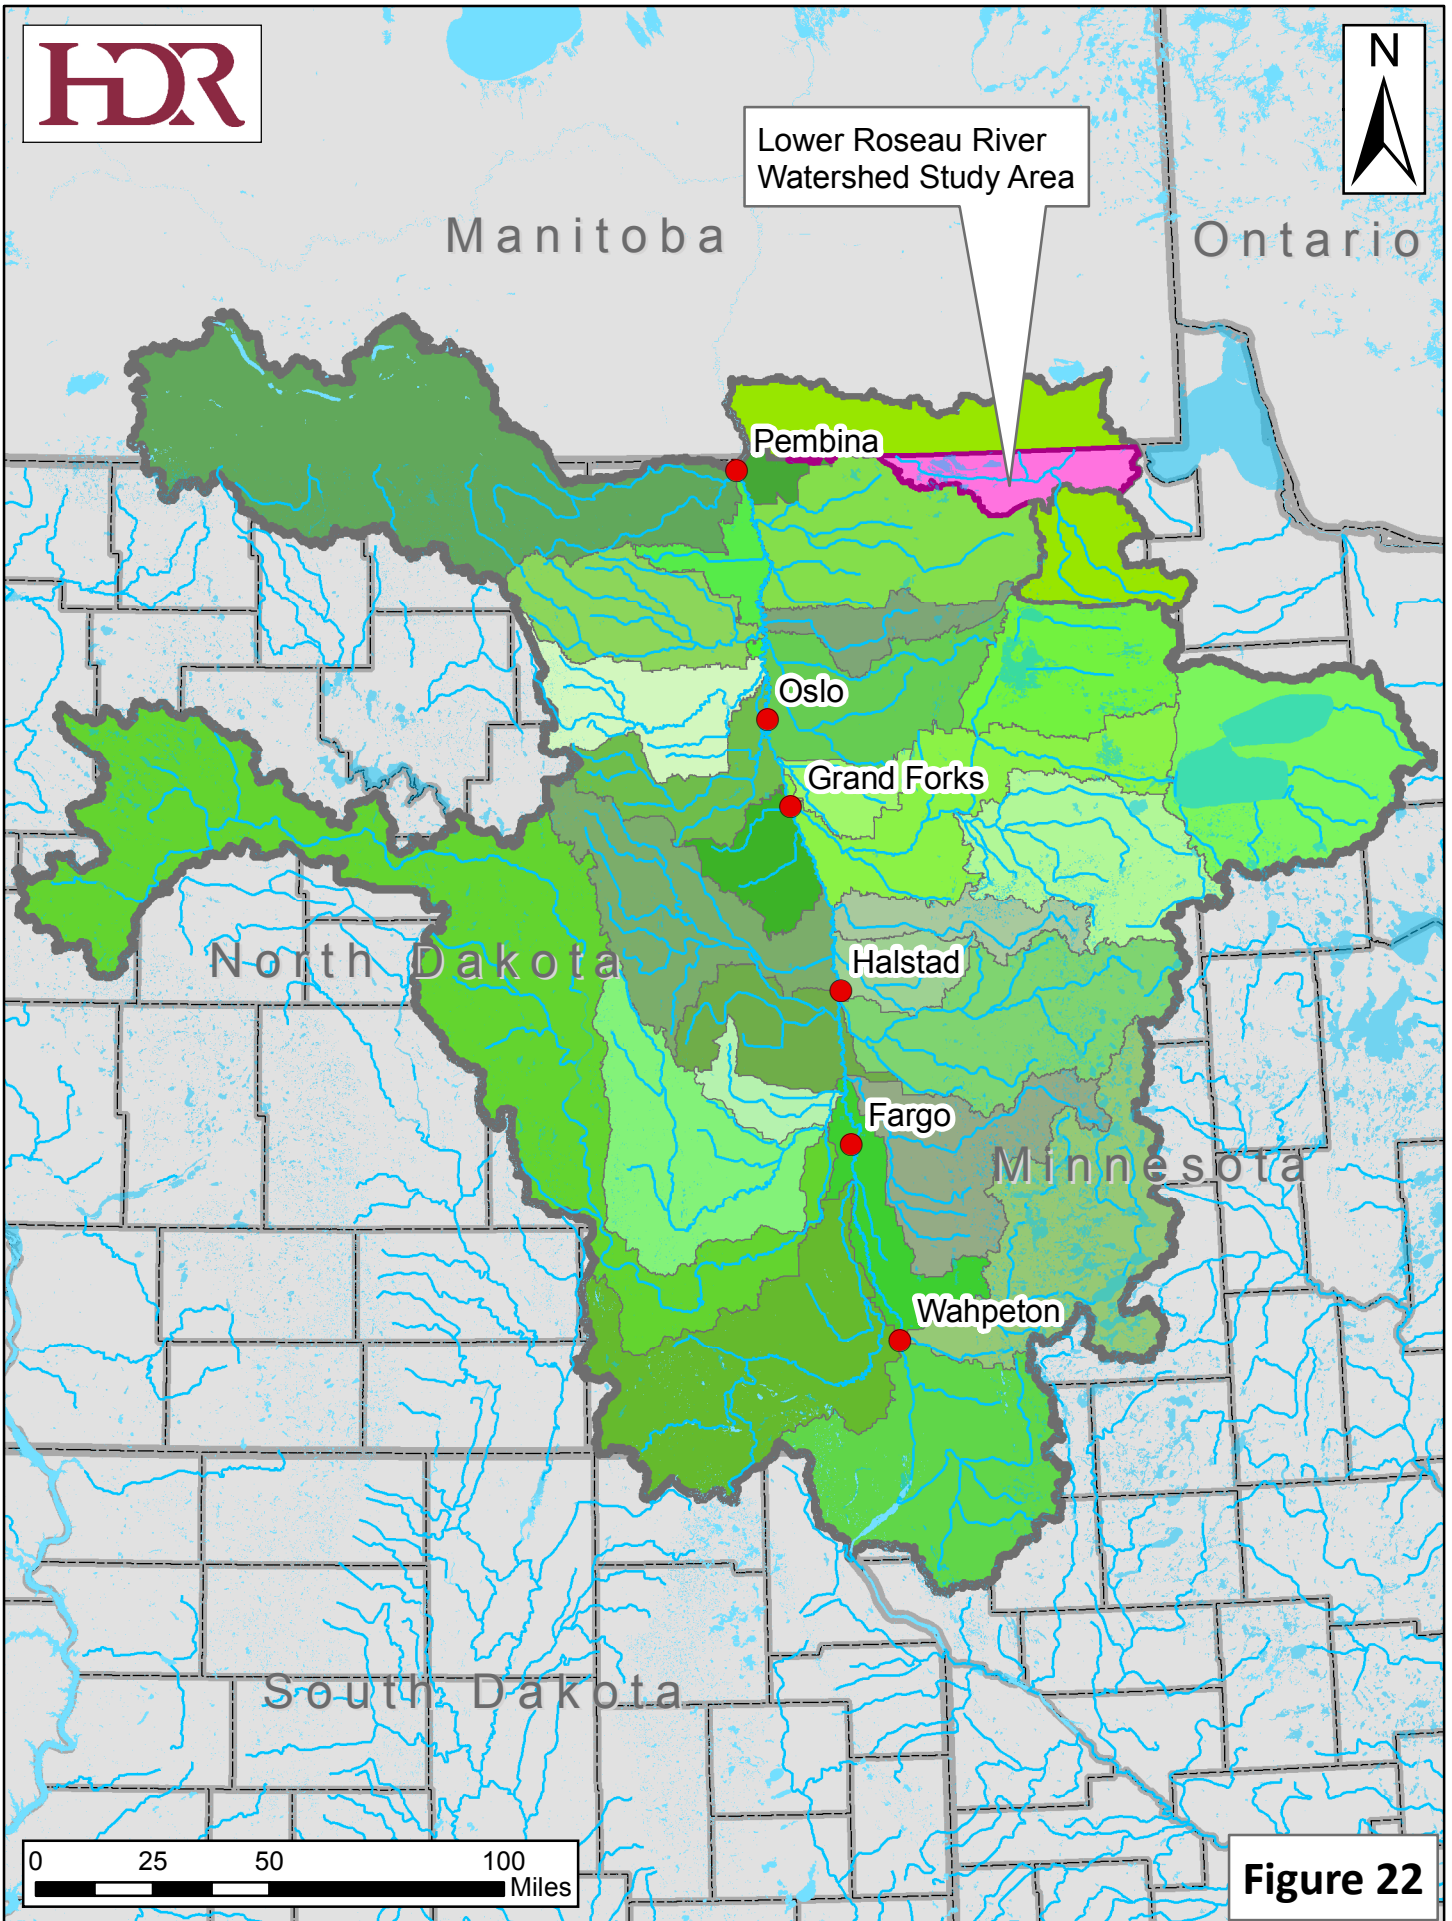 HDR
N
Lower Roseau River
Watershed Study Area
Manitoba
Ontario
Pembina
Oslo
Grand Forks
North Dakota
Halstad
Fargo
Minnesota
Wahpeton
South Dakota
0 25 50 100
Miles
Figure 22